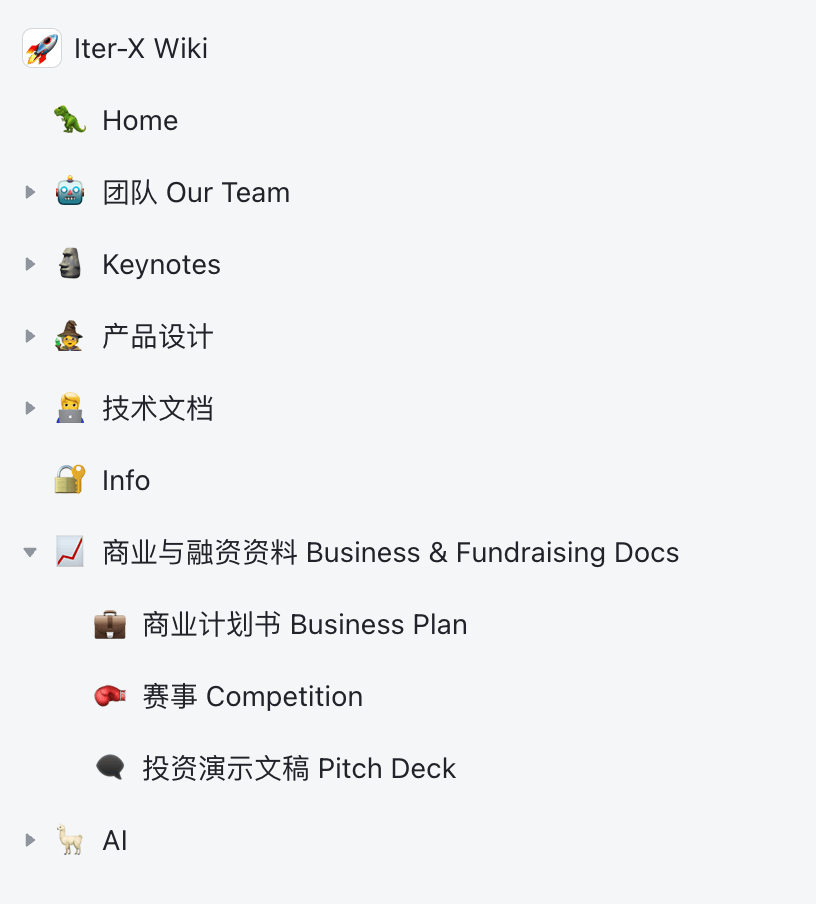 Iter-X Wiki
Home
团队 Our Team
Keynotes
产品设计
技术文档
Info
商业与融资资料 Business & Fundraising Docs
商业计划书 Business Plan
赛事 Competition
投资演示文稿 Pitch Deck
AI